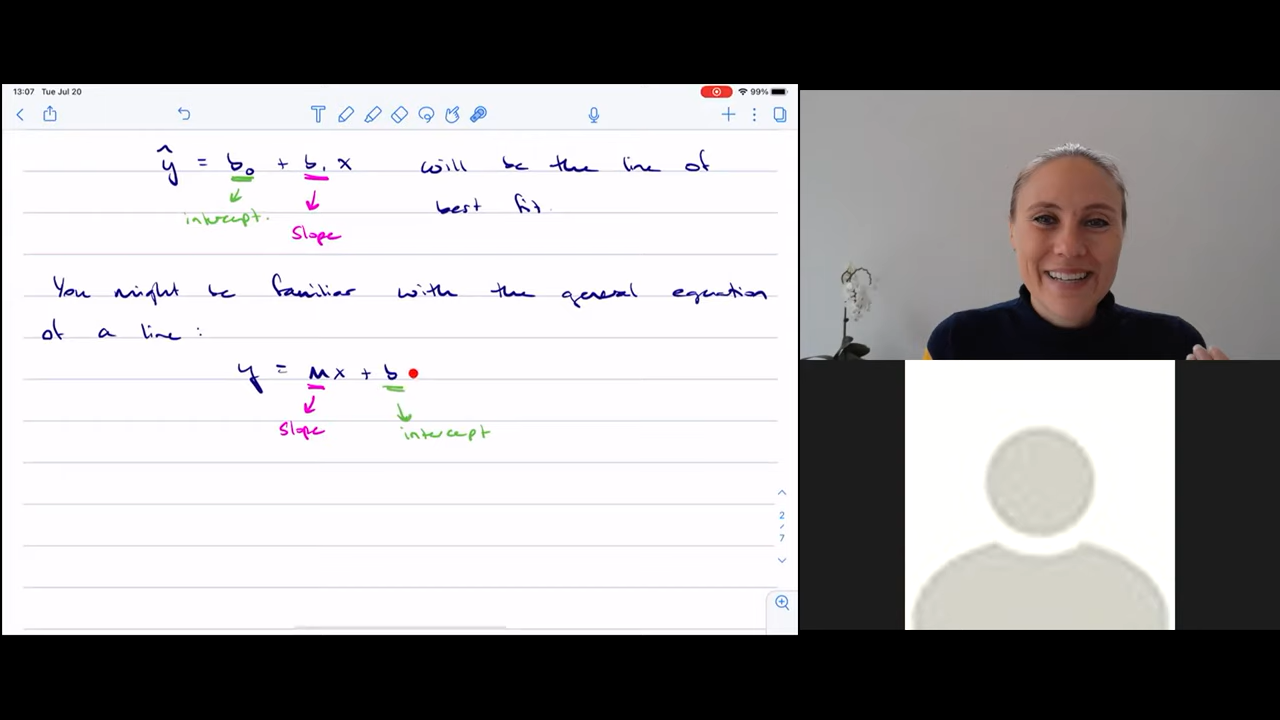 13:07 Tue Jul 20
99%
T
ŷ = b₀ + b₁ x will be the line of
best fit.
intercept.
Slope
You might be familiar with the general equation
of a line :
y = mx + b
Slope
intercept
2
/
7